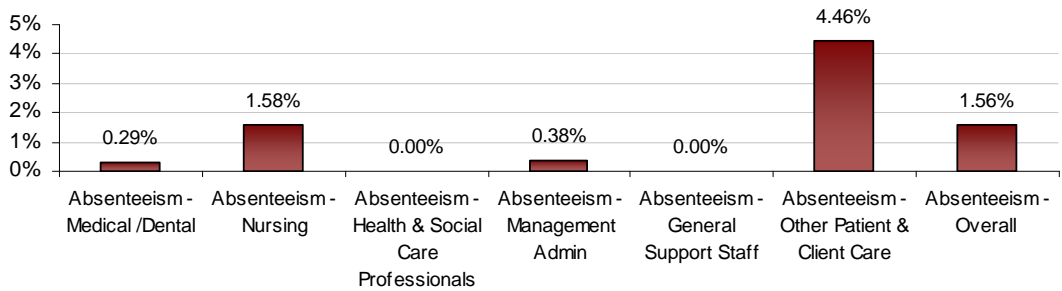 5%
4%
3%
2%
1%
0%
0.29%
1.58%
0.00%
0.38%
0.00%
4.46%
1.56%
Absenteeism -
Medical /Dental
Absenteeism -
Nursing
Absenteeism -
Health & Social
Care
Professionals
Absenteeism -
Management
Admin
Absenteeism -
General
Support Staff
Absenteeism -
Other Patient &
Client Care
Absenteeism -
Overall